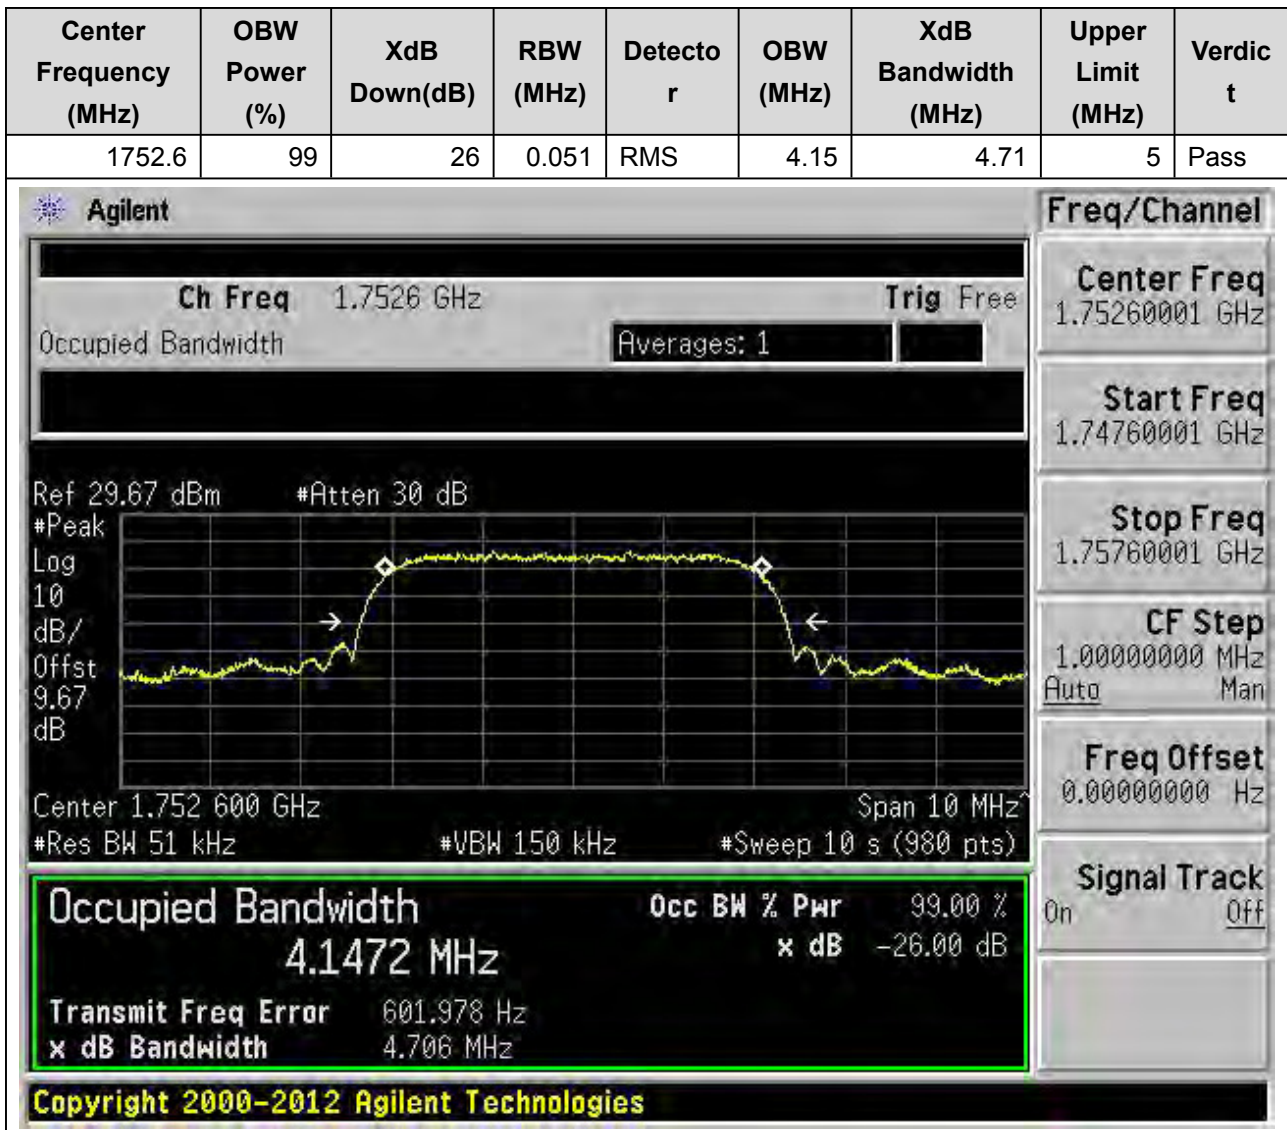 Center Frequency (MHz) OBW Power (%) XdB Down(dB) RBW (MHz) Detecto r OBW (MHz) XdB Bandwidth (MHz) Upper Limit (MHz) Verdic t
1752.6 99 26 0.051 RMS 4.15 4.71 5 Pass
Agilent
Freq/Channel
Ch Freq 1.7526 GHz Trig Free
Occupied Bandwidth Averages: 1
Center Freq
1.75260001 GHz
Start Freq
1.74760001 GHz
Stop Freq
1.75760001 GHz
CF Step
1.00000000 MHz
Auto Man
Freq Offset
0.00000000 Hz
Signal Track
On Off
Ref 29.67 dBm #Atten 30 dB
#Peak
Log
10
dB/
Offst
9.67
dB
Center 1.752 600 GHz Span 10 MHz^
#Res BW 51 kHz #VBW 150 kHz #Sweep 10 s (980 pts)
Occupied Bandwidth Occ BW % Pwr 99.00 %
4.1472 MHz x dB -26.00 dB
Transmit Freq Error 601.978 Hz
x dB Bandwidth 4.706 MHz
Copyright 2000-2012 Agilent Technologies